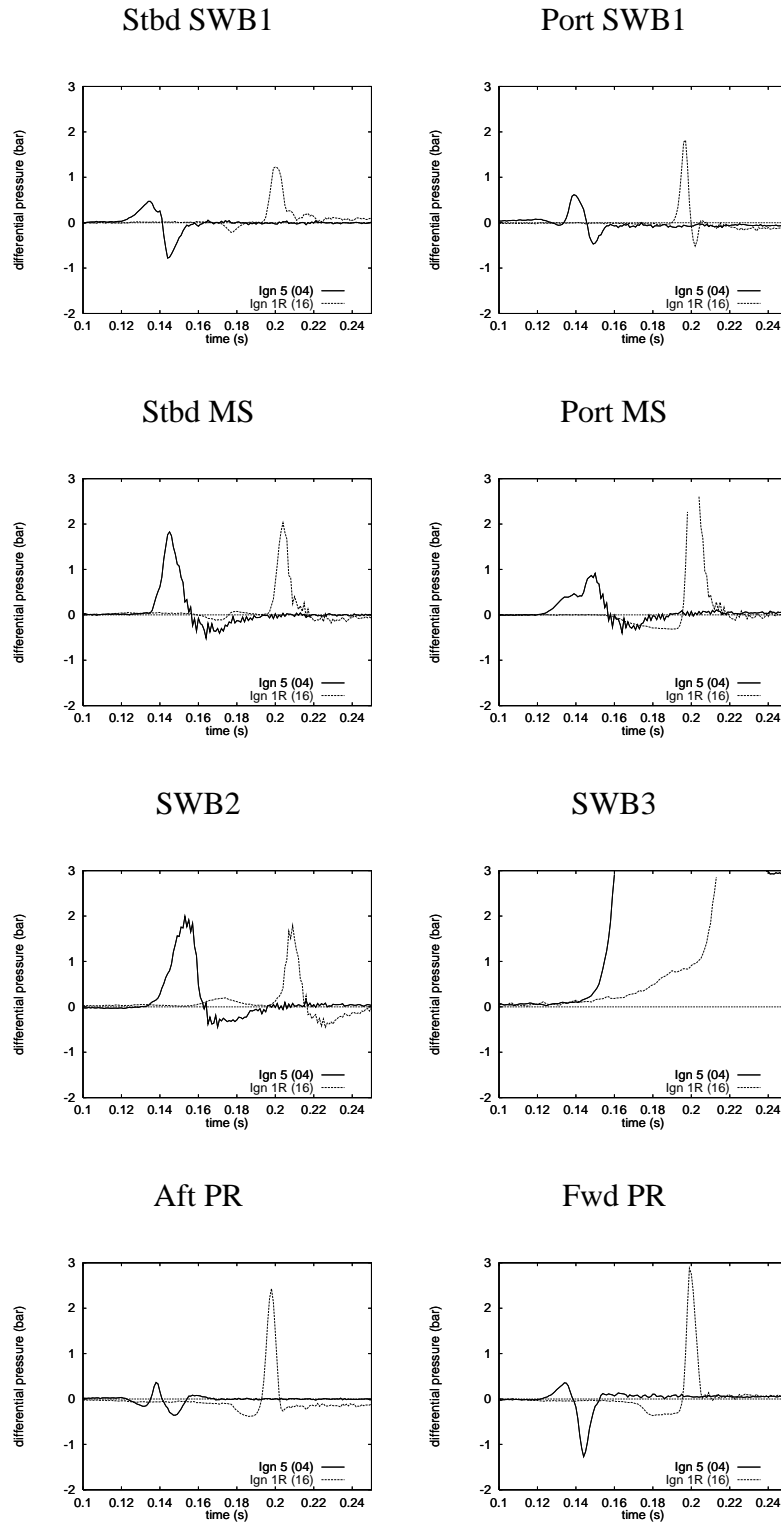 Stbd SWB1
Port SWB1
3
2
1
0
-1
-2
0.1 0.12 0.14 0.16 0.18 0.2 0.22 0.24
differential pressure (bar)
time (s)
Ign 5 (04)
Ign 1R (16)
3
2
1
0
-1
-2
0.1 0.12 0.14 0.16 0.18 0.2 0.22 0.24
differential pressure (bar)
time (s)
Ign 5 (04)
Ign 1R (16)
Stbd MS
Port MS
3
2
1
0
-1
-2
0.1 0.12 0.14 0.16 0.18 0.2 0.22 0.24
differential pressure (bar)
time (s)
Ign 5 (04)
Ign 1R (16)
3
2
1
0
-1
-2
0.1 0.12 0.14 0.16 0.18 0.2 0.22 0.24
differential pressure (bar)
time (s)
Ign 5 (04)
Ign 1R (16)
SWB2
SWB3
3
2
1
0
-1
-2
0.1 0.12 0.14 0.16 0.18 0.2 0.22 0.24
differential pressure (bar)
time (s)
Ign 5 (04)
Ign 1R (16)
3
2
1
0
-1
-2
0.1 0.12 0.14 0.16 0.18 0.2 0.22 0.24
differential pressure (bar)
time (s)
Ign 5 (04)
Ign 1R (16)
Aft PR
Fwd PR
3
2
1
0
-1
-2
0.1 0.12 0.14 0.16 0.18 0.2 0.22 0.24
differential pressure (bar)
time (s)
Ign 5 (04)
Ign 1R (16)
3
2
1
0
-1
-2
0.1 0.12 0.14 0.16 0.18 0.2 0.22 0.24
differential pressure (bar)
time (s)
Ign 5 (04)
Ign 1R (16)